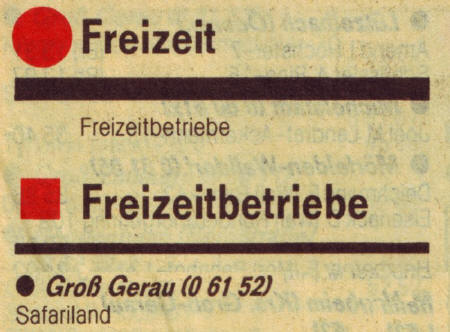 Freizeit
Freizeitbetriebe
Freizeitbetriebe
Groß Gerau (0 61 52)
Safariland